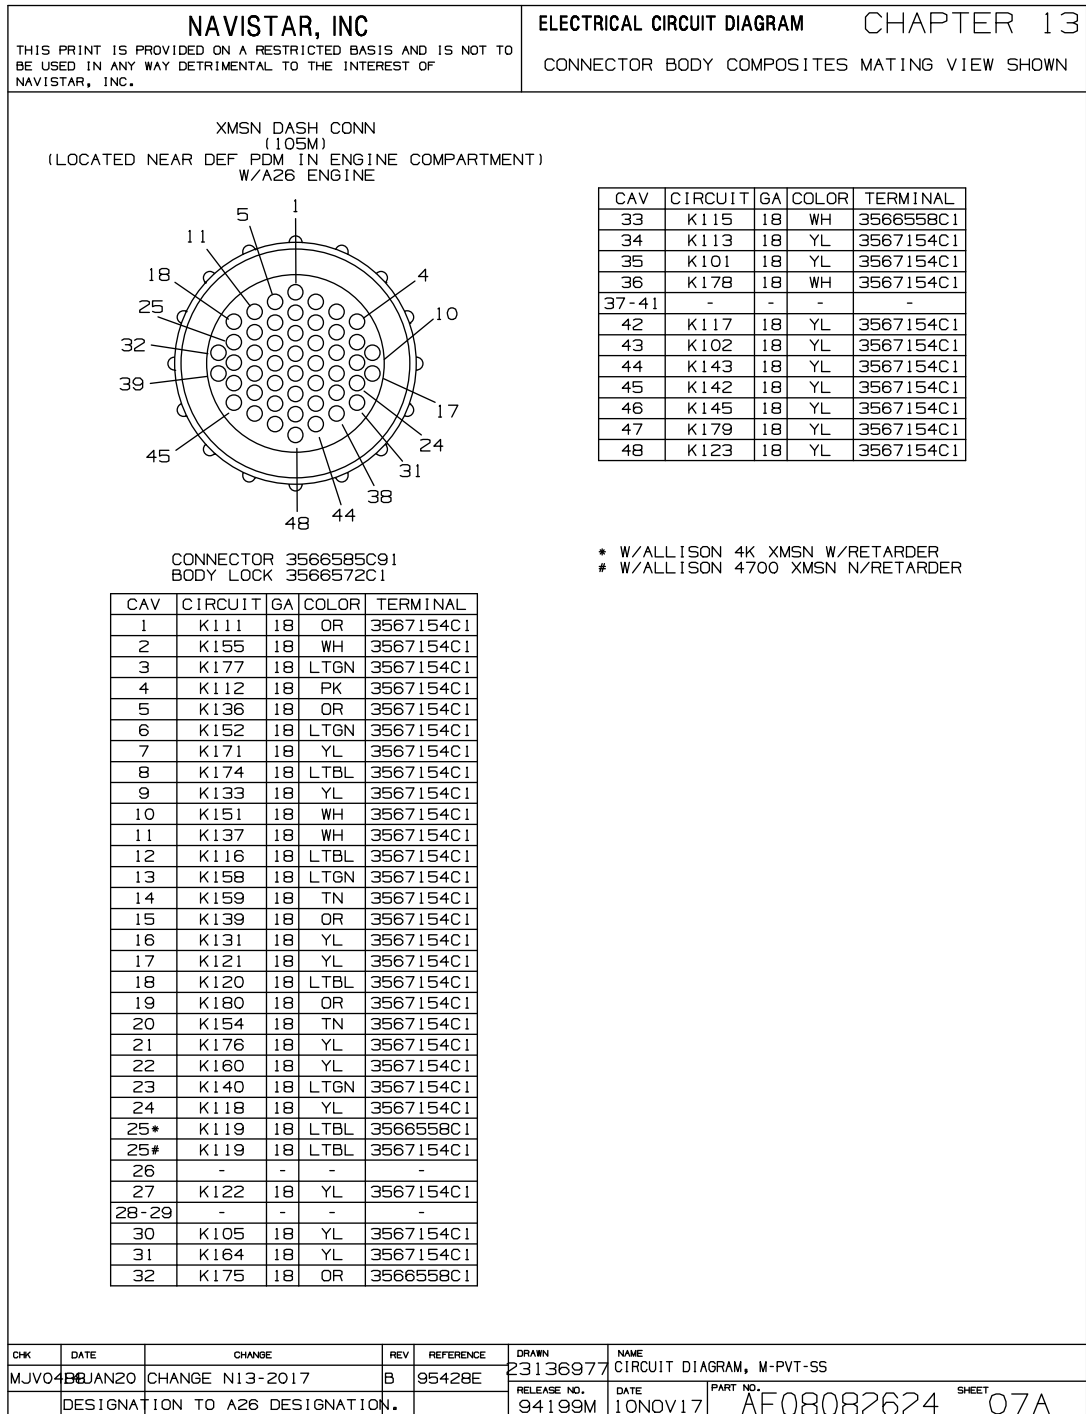 NAVISTAR, INC
THIS PRINT IS PROVIDED ON A RESTRICTED BASIS AND IS NOT TO
BE USED IN ANY WAY DETRIMENTAL TO THE INTEREST OF
NAVISTAR, INC.
ELECTRICAL CIRCUIT DIAGRAM CHAPTER 13
CONNECTOR BODY COMPOSITES MATING VIEW SHOWN
XMSN DASH CONN
(105M)
(LOCATED NEAR DEF PDM IN ENGINE COMPARTMENT)
W/A26 ENGINE
1
5
11
18
25
32
39
45
48
44
38
31
24
17
10
4
CONNECTOR 3566585C91
BODY LOCK 3566572C1
CAV CIRCUIT GA COLOR TERMINAL
1 K111 18 OR 3567154C1
2 K155 18 WH 3567154C1
3 K177 18 LTGN 3567154C1
4 K112 18 PK 3567154C1
5 K136 18 OR 3567154C1
6 K152 18 LTGN 3567154C1
7 K171 18 YL 3567154C1
8 K174 18 LTBL 3567154C1
9 K133 18 YL 3567154C1
10 K151 18 WH 3567154C1
11 K137 18 WH 3567154C1
12 K116 18 LTBL 3567154C1
13 K158 18 LTGN 3567154C1
14 K159 18 TN 3567154C1
15 K139 18 OR 3567154C1
16 K131 18 YL 3567154C1
17 K121 18 YL 3567154C1
18 K120 18 LTBL 3567154C1
19 K180 18 OR 3567154C1
20 K154 18 TN 3567154C1
21 K176 18 YL 3567154C1
22 K160 18 YL 3567154C1
23 K140 18 LTGN 3567154C1
24 K118 18 YL 3567154C1
25* K119 18 LTBL 3566558C1
25# K119 18 LTBL 3567154C1
26 - - - -
27 K122 18 YL 3567154C1
28-29 - - - -
30 K105 18 YL 3567154C1
31 K164 18 YL 3567154C1
32 K175 18 OR 3566558C1
CAV CIRCUIT GA COLOR TERMINAL
33 K115 18 WH 3566558C1
34 K113 18 YL 3567154C1
35 K101 18 YL 3567154C1
36 K178 18 WH 3567154C1
37-41 - - - -
42 K117 18 YL 3567154C1
43 K102 18 YL 3567154C1
44 K143 18 YL 3567154C1
45 K142 18 YL 3567154C1
46 K145 18 YL 3567154C1
47 K179 18 YL 3567154C1
48 K123 18 YL 3567154C1
* W/ALLISON 4K XMSN W/RETARDER
# W/ALLISON 4700 XMSN N/RETARDER
CHK DATE CHANGE REV REFERENCE
CHANGE N13-2017 B 95428E
DESIGNATION TO A26 DESIGNATION.
DRAWN
23136977
NAME
CIRCUIT DIAGRAM, M-PVT-SS
RELEASE NO.
94199M
DATE
10NOV17
PART NO.
AF08082624
SHEET
07A